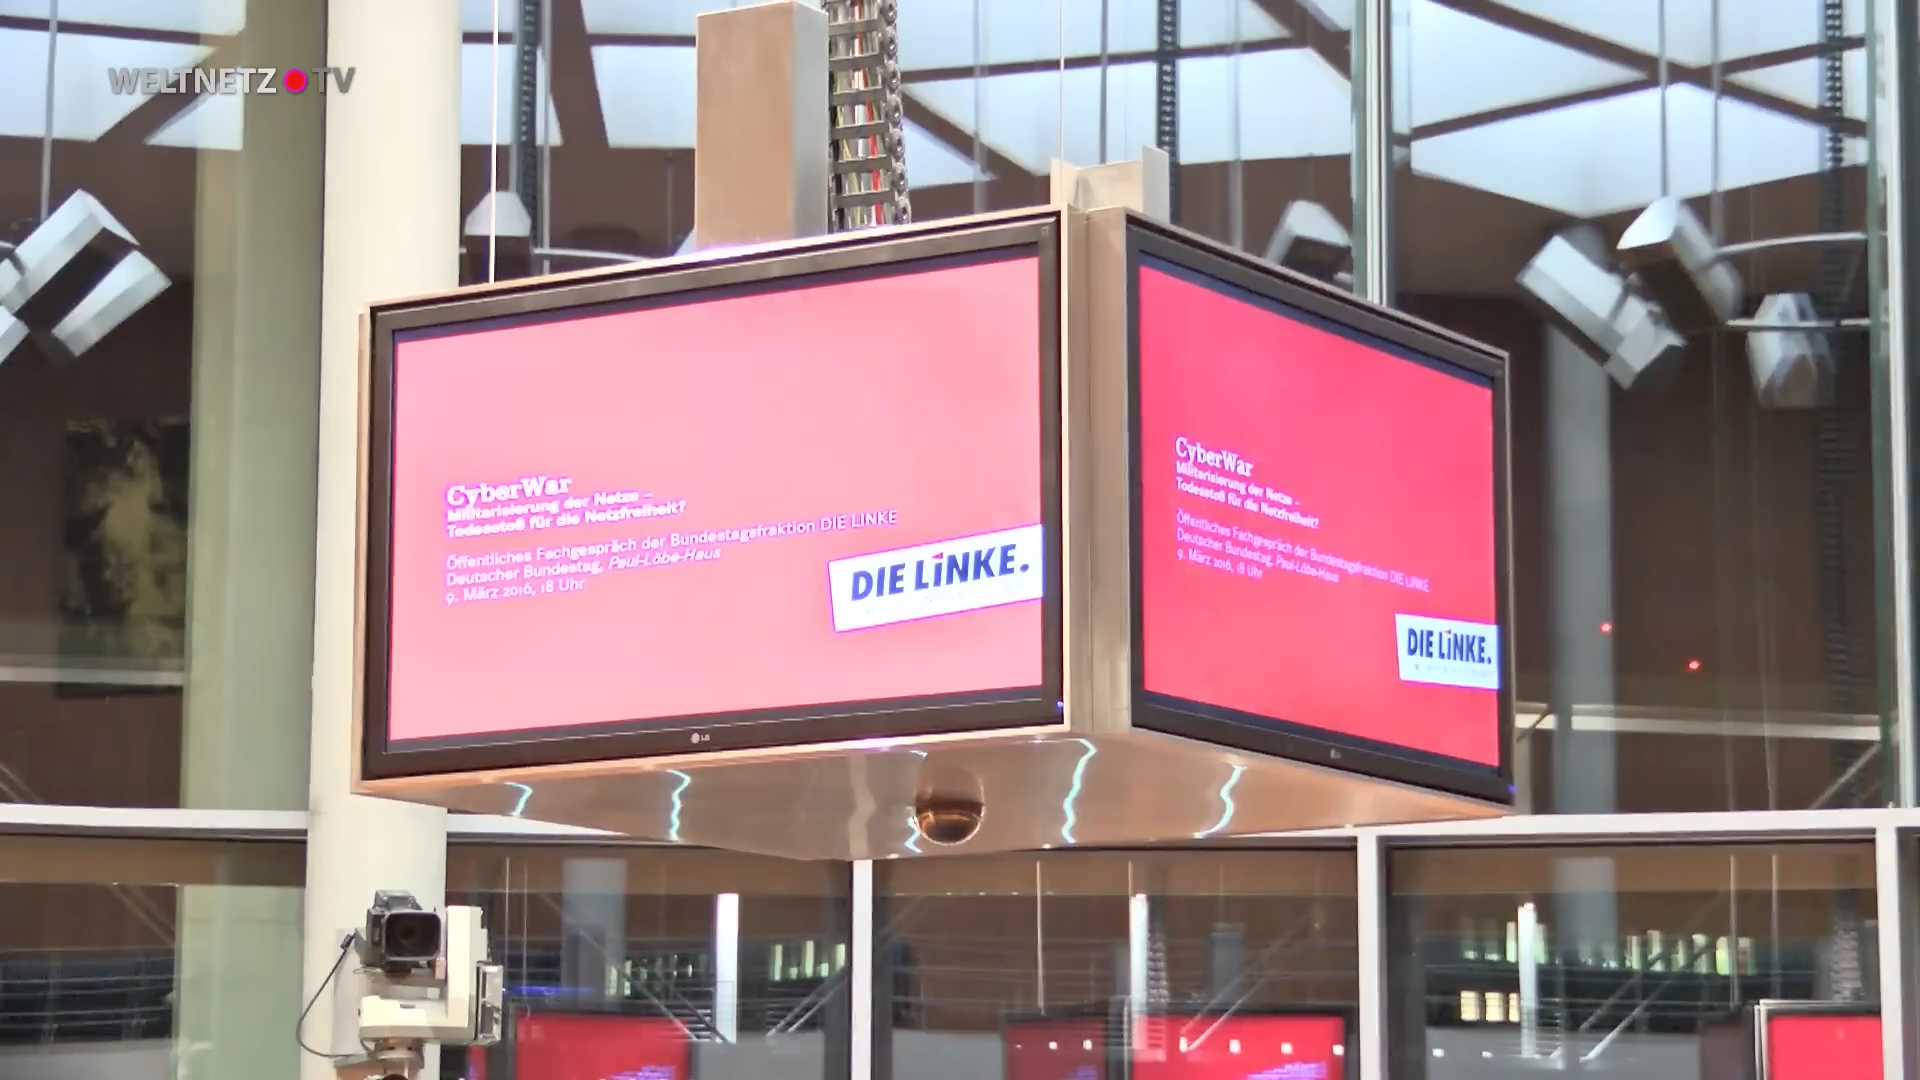 WELTNETZ TV
CyberWar
Militarisierung der Netze –
Todesstoß für die Netzfreiheit?
Öffentliches Fachgespräch der Bundestagsfraktion DIE LINKE
Deutscher Bundestag, Paul-Löbe-Haus
9. März 2016, 18 Uhr
DIE LINKE.
LG
CyberWar
Militarisierung der Netze –
Todesstoß für die Netzfreiheit?
Öffentliches Fachgespräch der Bundestagsfraktion DIE LINKE
Deutscher Bundestag, Paul-Löbe-Haus
9. März 2016, 18 Uhr
DIE LINKE.